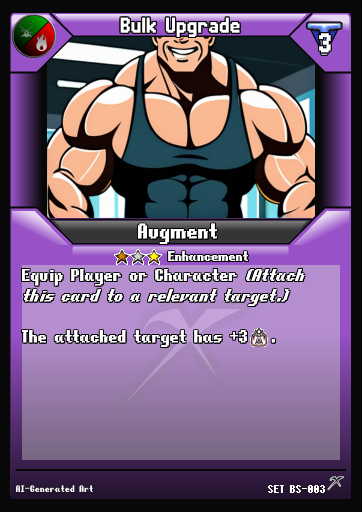 Bulk Upgrade
3
Augment
Enhancement
Equip Player or Character (Attach
this card to a relevant target.)
The attached target has +3.
AI-Generated Art
SET BS-003